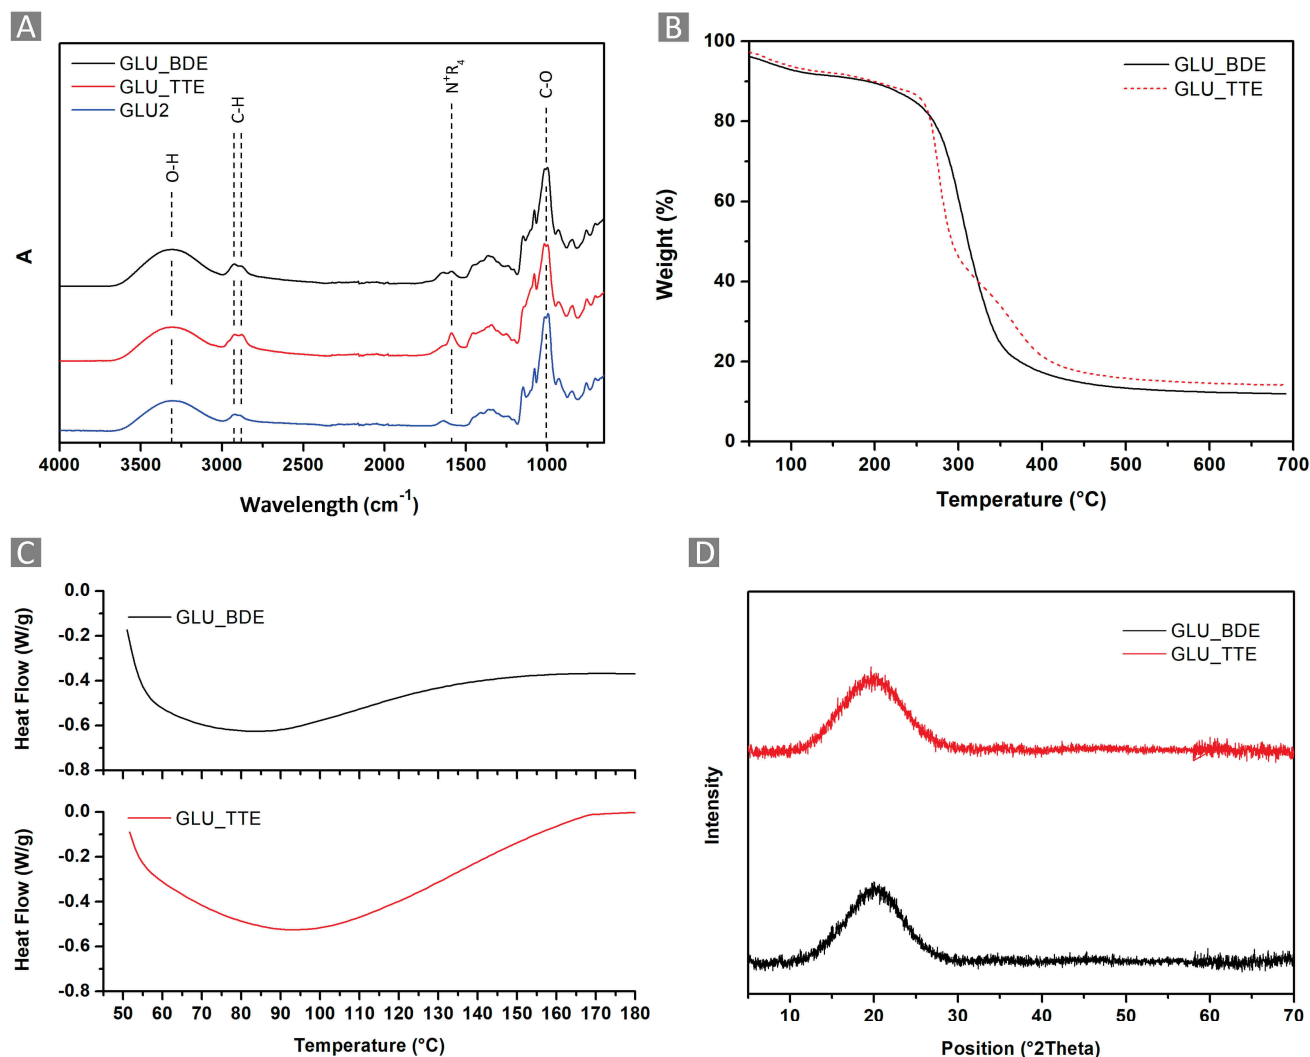 A
GLU_BDE
GLU_TTE
GLU2
O-H
C-H
N⁺R₄
C-O
A
4000 3500 3000 2500 2000 1500 1000
Wavelength (cm⁻¹)
B
GLU_BDE
GLU_TTE
100
80
60
40
20
0
Weight (%)
100 200 300 400 500 600 700
Temperature (°C)
C
GLU_BDE
0.0
-0.2
-0.4
-0.6
-0.8
Heat Flow (W/g)
GLU_TTE
0.0
-0.2
-0.4
-0.6
-0.8
Heat Flow (W/g)
50 60 70 80 90 100 110 120 130 140 150 160 170 180
Temperature (°C)
D
GLU_BDE
GLU_TTE
Intensity
10 20 30 40 50 60 70
Position (°2Theta)